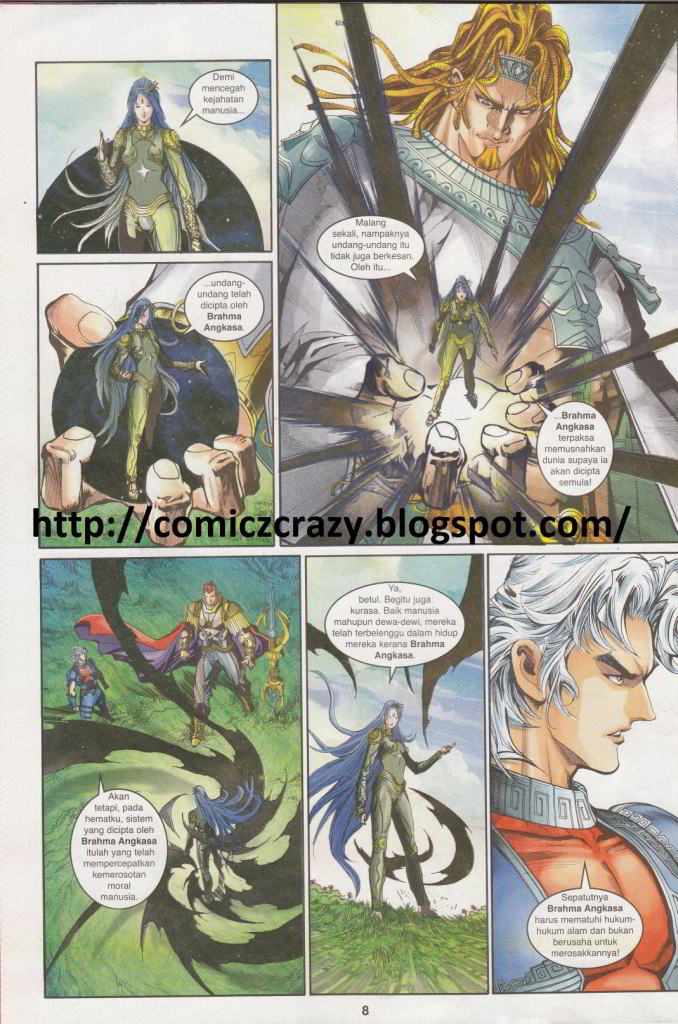 Demi
mencegah
kejahatan
manusia...
...undang-
undang telah
dicipta oleh
Brahma
Angkasa.
Malang
sekali, nampaknya
undang-undang itu
tidak juga berkesan.
Oleh itu...
...Brahma
Angkasa
terpaksa
memusnahkan
dunia supaya ia
akan dicipta
semula!
http://comiczcrazy.blogspot.com/
Akan
tetapi, pada
hematku, sistem
yang dicipta oleh
Brahma Angkasa
itulah yang telah
mempercepatkan
kemerosotan
moral
manusia.
Ya,
betul. Begitu juga
kurasa. Baik manusia
mahupun dewa-dewi, mereka
telah terbelenggu dalam hidup
mereka kerana Brahma
Angkasa.
Sepatutnya
Brahma Angkasa
harus mematuhi hukum-
hukum alam dan bukan
berusaha untuk
merosakkannya!
8